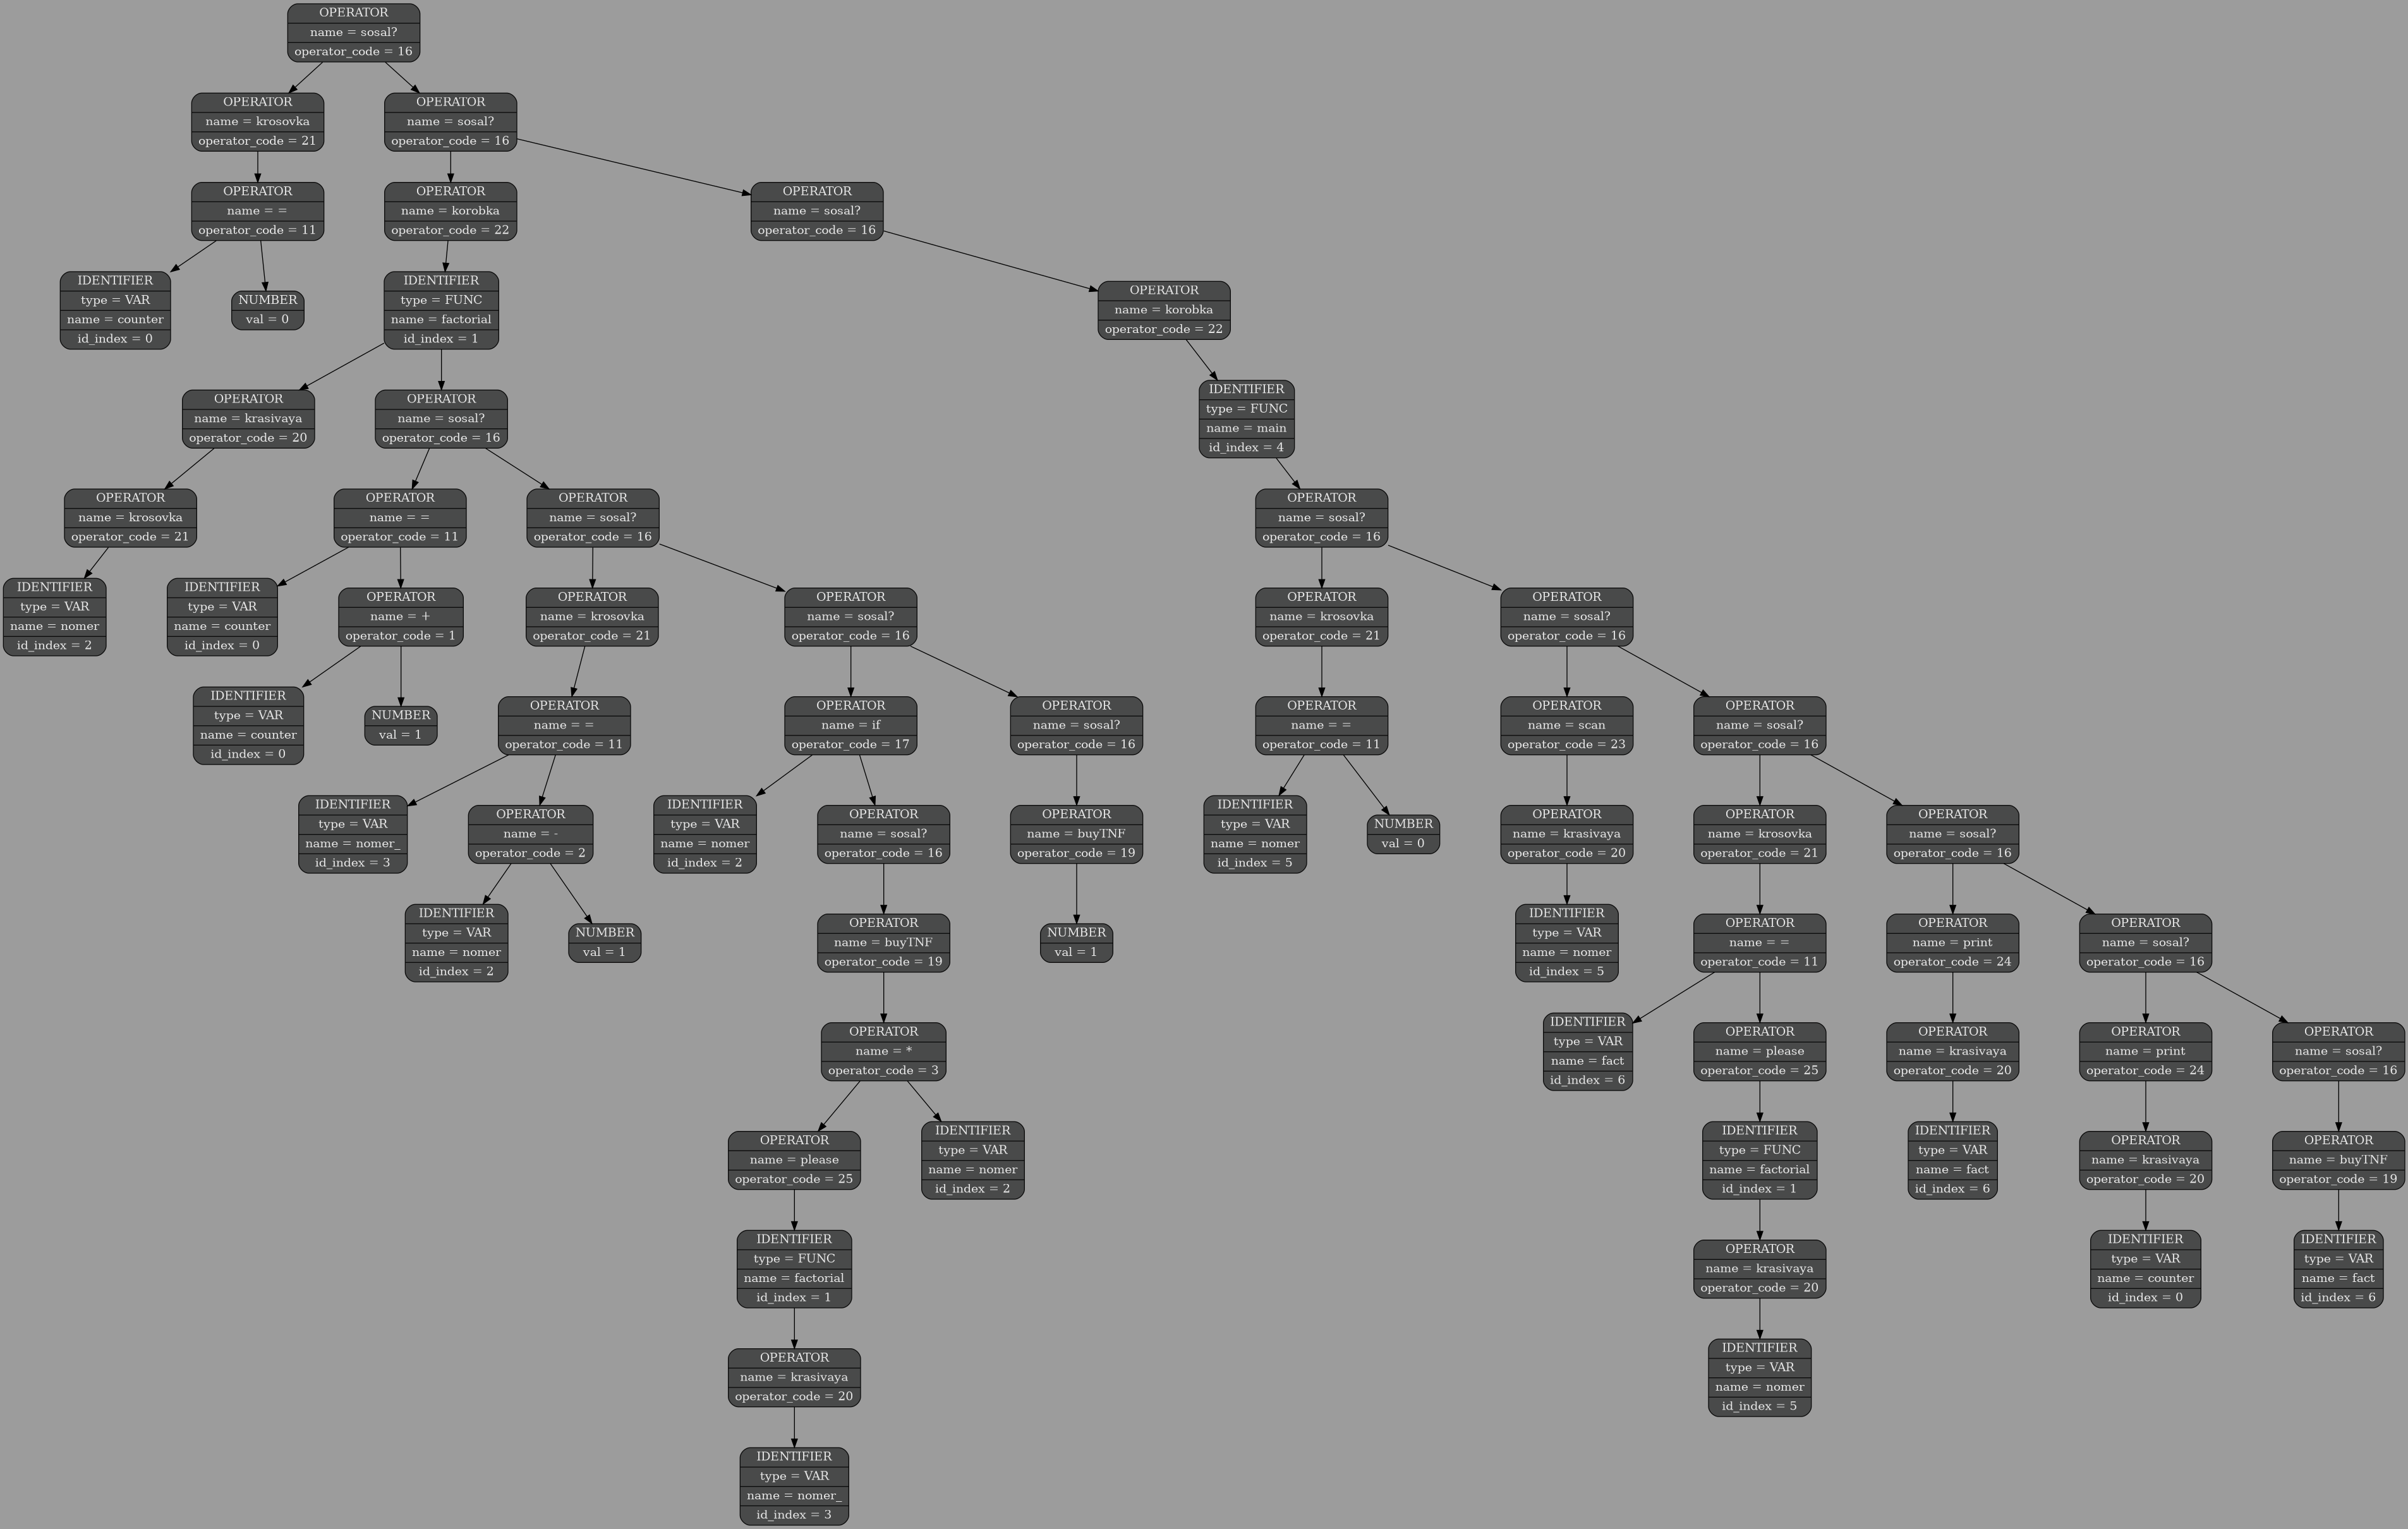 OPERATOR
name = sosal?
operator_code = 16
OPERATOR
name = krosovka
operator_code = 21
OPERATOR
name = sosal?
operator_code = 16
OPERATOR
name = =
operator_code = 11
OPERATOR
name = korobka
operator_code = 22
OPERATOR
name = sosal?
operator_code = 16
IDENTIFIER
type = VAR
name = counter
id_index = 0
NUMBER
val = 0
IDENTIFIER
type = FUNC
name = factorial
id_index = 1
OPERATOR
name = korobka
operator_code = 22
OPERATOR
name = krasivaya
operator_code = 20
OPERATOR
name = sosal?
operator_code = 16
IDENTIFIER
type = FUNC
name = main
id_index = 4
OPERATOR
name = krosovka
operator_code = 21
OPERATOR
name = =
operator_code = 11
OPERATOR
name = sosal?
operator_code = 16
OPERATOR
name = sosal?
operator_code = 16
IDENTIFIER
type = VAR
name = nomer
id_index = 2
IDENTIFIER
type = VAR
name = counter
id_index = 0
OPERATOR
name = +
operator_code = 1
OPERATOR
name = krosovka
operator_code = 21
OPERATOR
name = sosal?
operator_code = 16
OPERATOR
name = krosovka
operator_code = 21
OPERATOR
name = sosal?
operator_code = 16
IDENTIFIER
type = VAR
name = counter
id_index = 0
NUMBER
val = 1
OPERATOR
name = =
operator_code = 11
OPERATOR
name = if
operator_code = 17
OPERATOR
name = sosal?
operator_code = 16
OPERATOR
name = =
operator_code = 11
OPERATOR
name = scan
operator_code = 23
OPERATOR
name = sosal?
operator_code = 16
IDENTIFIER
type = VAR
name = nomer_
id_index = 3
OPERATOR
name = -
operator_code = 2
IDENTIFIER
type = VAR
name = nomer
id_index = 2
OPERATOR
name = sosal?
operator_code = 16
OPERATOR
name = buyTNF
operator_code = 19
IDENTIFIER
type = VAR
name = nomer
id_index = 5
NUMBER
val = 0
OPERATOR
name = krasivaya
operator_code = 20
OPERATOR
name = krosovka
operator_code = 21
OPERATOR
name = sosal?
operator_code = 16
IDENTIFIER
type = VAR
name = nomer
id_index = 2
NUMBER
val = 1
OPERATOR
name = buyTNF
operator_code = 19
NUMBER
val = 1
IDENTIFIER
type = VAR
name = nomer
id_index = 5
OPERATOR
name = =
operator_code = 11
OPERATOR
name = print
operator_code = 24
OPERATOR
name = sosal?
operator_code = 16
OPERATOR
name = *
operator_code = 3
IDENTIFIER
type = VAR
name = fact
id_index = 6
OPERATOR
name = please
operator_code = 25
OPERATOR
name = krasivaya
operator_code = 20
OPERATOR
name = print
operator_code = 24
OPERATOR
name = sosal?
operator_code = 16
OPERATOR
name = please
operator_code = 25
IDENTIFIER
type = VAR
name = nomer
id_index = 2
IDENTIFIER
type = FUNC
name = factorial
id_index = 1
IDENTIFIER
type = VAR
name = fact
id_index = 6
OPERATOR
name = krasivaya
operator_code = 20
OPERATOR
name = buyTNF
operator_code = 19
IDENTIFIER
type = FUNC
name = factorial
id_index = 1
OPERATOR
name = krasivaya
operator_code = 20
IDENTIFIER
type = VAR
name = counter
id_index = 0
IDENTIFIER
type = VAR
name = fact
id_index = 6
OPERATOR
name = krasivaya
operator_code = 20
IDENTIFIER
type = VAR
name = nomer
id_index = 5
IDENTIFIER
type = VAR
name = nomer_
id_index = 3